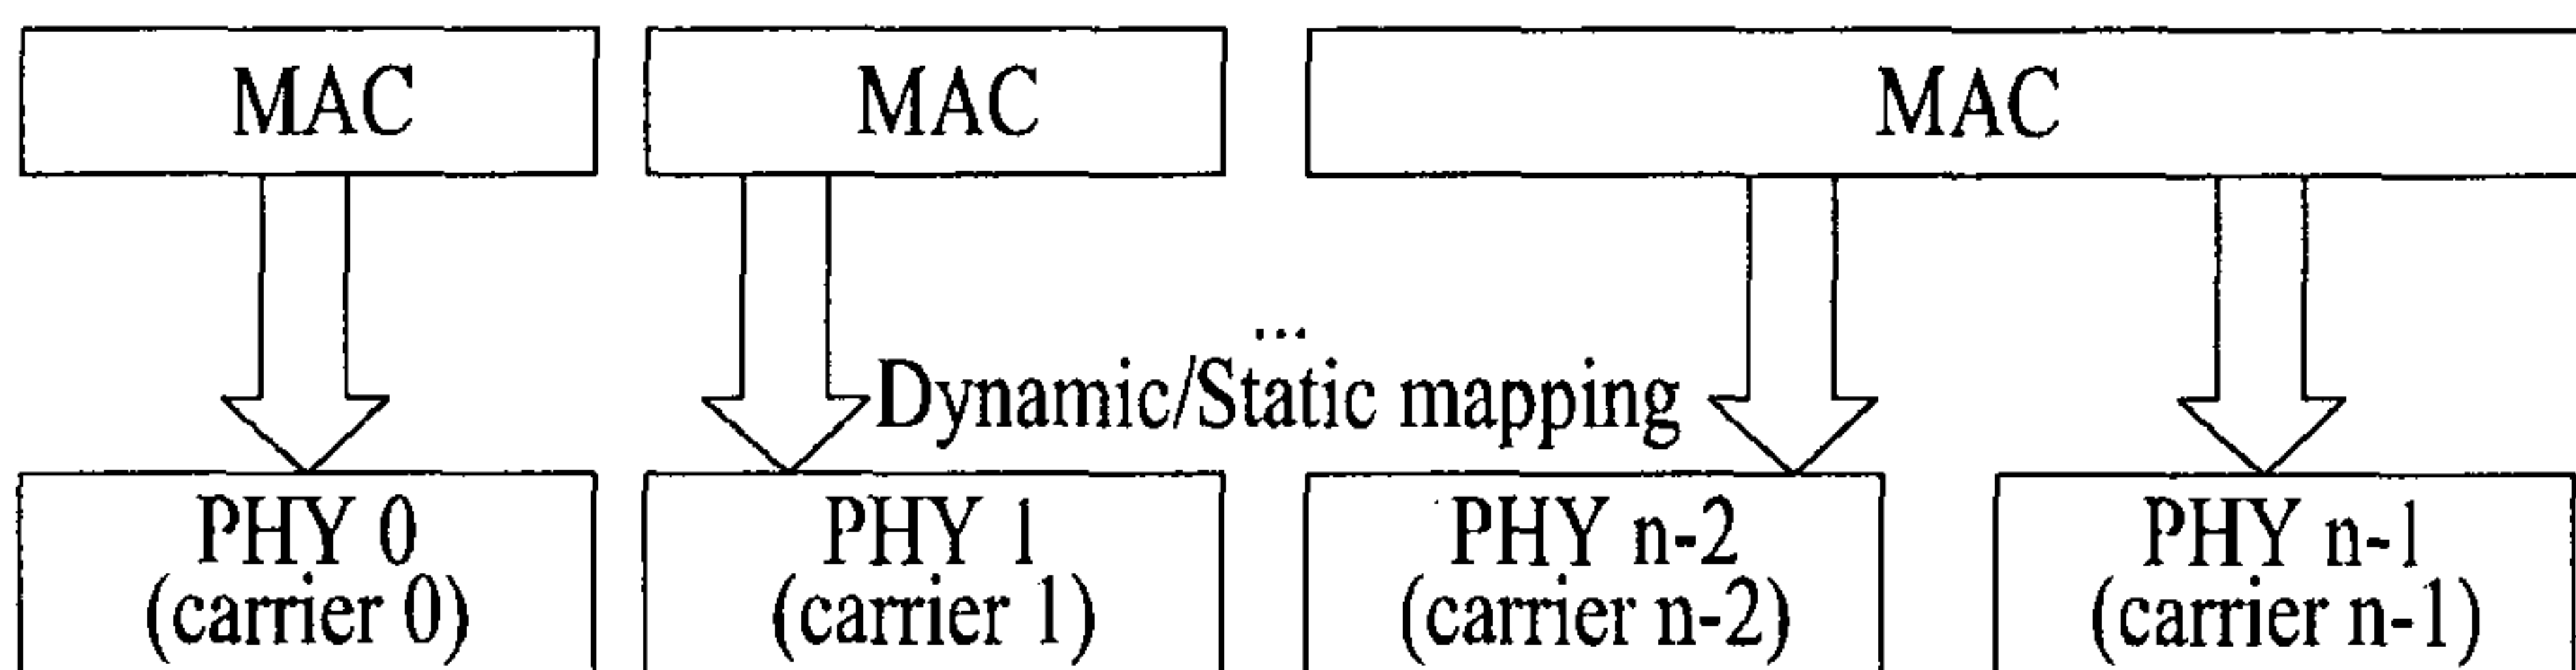 MAC
MAC
MAC
...
Dynamic/Static mapping
PHY 0
(carrier 0)
PHY 1
(carrier 1)
PHY n-2
(carrier n-2)
PHY n-1
(carrier n-1)